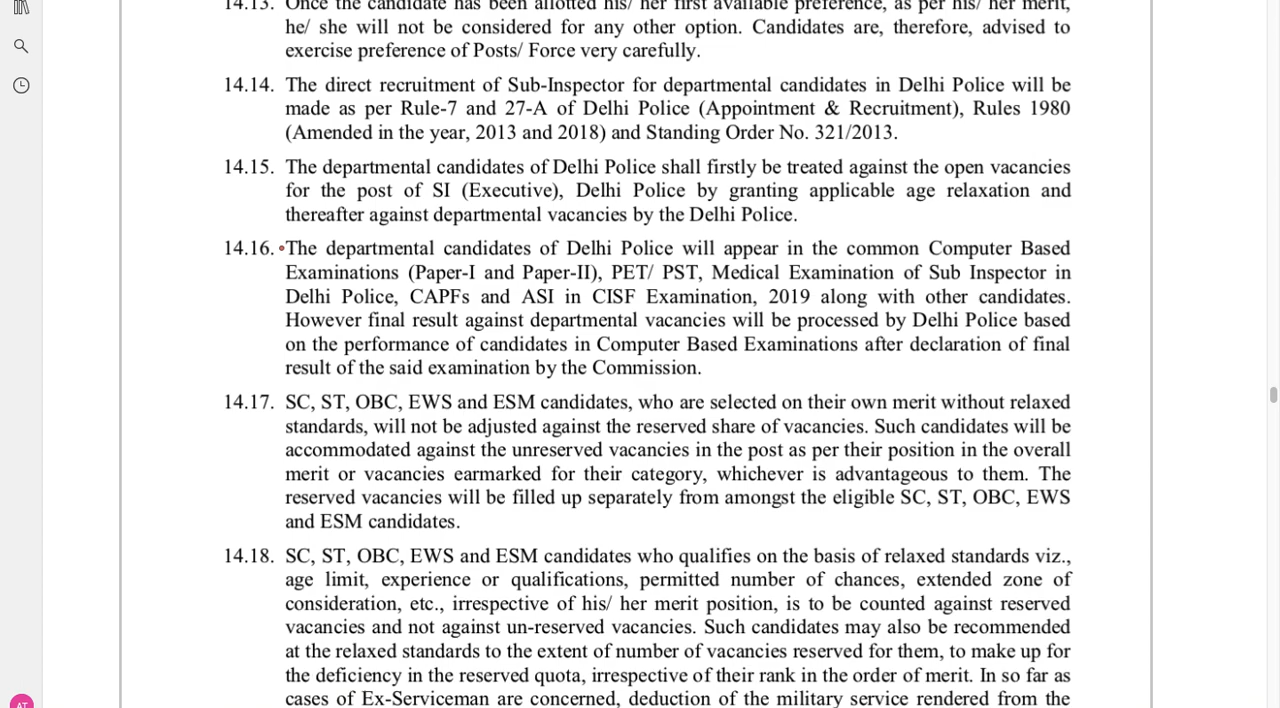 14.13. Once the candidate has been allotted his/ her first available preference, as per his/ her merit,
he/ she will not be considered for any other option. Candidates are, therefore, advised to
exercise preference of Posts/ Force very carefully.
14.14. The direct recruitment of Sub-Inspector for departmental candidates in Delhi Police will be
made as per Rule-7 and 27-A of Delhi Police (Appointment & Recruitment), Rules 1980
(Amended in the year, 2013 and 2018) and Standing Order No. 321/2013.
14.15. The departmental candidates of Delhi Police shall firstly be treated against the open vacancies
for the post of SI (Executive), Delhi Police by granting applicable age relaxation and
thereafter against departmental vacancies by the Delhi Police.
14.16. The departmental candidates of Delhi Police will appear in the common Computer Based
Examinations (Paper-I and Paper-II), PET/ PST, Medical Examination of Sub Inspector in
Delhi Police, CAPFs and ASI in CISF Examination, 2019 along with other candidates.
However final result against departmental vacancies will be processed by Delhi Police based
on the performance of candidates in Computer Based Examinations after declaration of final
result of the said examination by the Commission.
14.17. SC, ST, OBC, EWS and ESM candidates, who are selected on their own merit without relaxed
standards, will not be adjusted against the reserved share of vacancies. Such candidates will be
accommodated against the unreserved vacancies in the post as per their position in the overall
merit or vacancies earmarked for their category, whichever is advantageous to them. The
reserved vacancies will be filled up separately from amongst the eligible SC, ST, OBC, EWS
and ESM candidates.
14.18. SC, ST, OBC, EWS and ESM candidates who qualifies on the basis of relaxed standards viz.,
age limit, experience or qualifications, permitted number of chances, extended zone of
consideration, etc., irrespective of his/ her merit position, is to be counted against reserved
vacancies and not against un-reserved vacancies. Such candidates may also be recommended
at the relaxed standards to the extent of number of vacancies reserved for them, to make up for
the deficiency in the reserved quota, irrespective of their rank in the order of merit. In so far as
cases of Ex-Serviceman are concerned, deduction of the military service rendered from the
AT